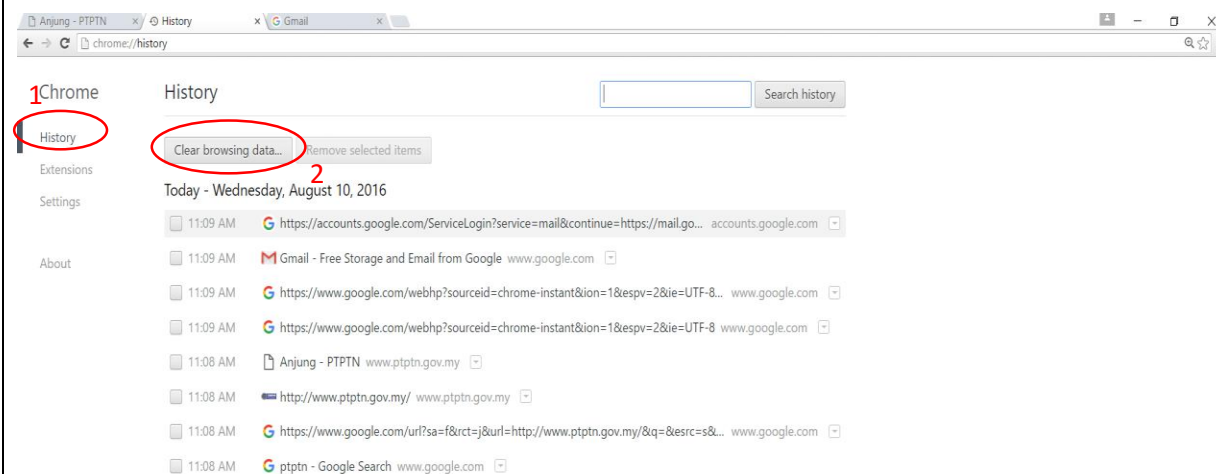 Anjung - PTPTN x History x Gmail x
chrome://history
1 Chrome History Search history
History Clear browsing data... Remove selected items
2
Extensions
Today - Wednesday, August 10, 2016
Settings
11:09 AM https://accounts.google.com/ServiceLogin?service=mail&continue=https://mail.go... accounts.google.com
About
11:09 AM Gmail - Free Storage and Email from Google www.google.com
11:09 AM https://www.google.com/webhp?sourceid=chrome-instant&ion=1&espv=2&ie=UTF-8... www.google.com
11:09 AM https://www.google.com/webhp?sourceid=chrome-instant&ion=1&espv=2&ie=UTF-8 www.google.com
11:08 AM Anjung - PTPTN www.ptptn.gov.my
11:08 AM http://www.ptptn.gov.my/ www.ptptn.gov.my
11:08 AM https://www.google.com/url?sa=f&rct=j&url=http://www.ptptn.gov.my/&q=&esrc=s&... www.google.com
11:08 AM ptptn - Google Search www.google.com